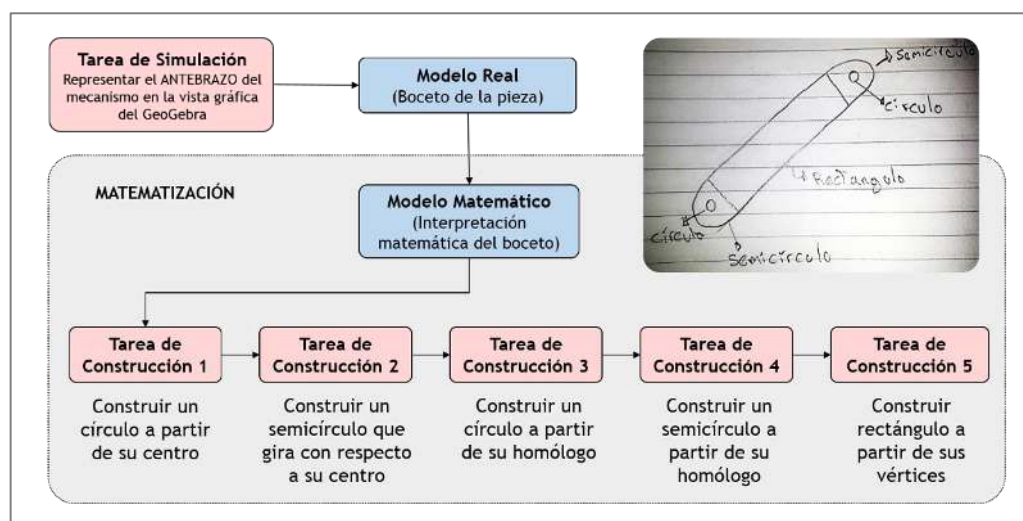 Tarea de Simulación
Representar el ANTEBRAZO del
mecanismo en la vista gráfica
del GeoGebra
Modelo Real
(Boceto de la pieza)
Semicírculo
círculo
Rectangulo
círculo
Semicírculo
MATEMATIZACIÓN
Modelo Matemático
(Interpretación
matemática del boceto)
Tarea de
Construcción 1
Construir un
círculo a partir
de su centro
Tarea de
Construcción 2
Construir un
semicírculo que
gira con respecto
a su centro
Tarea de
Construcción 3
Construir un
círculo a partir
de su homólogo
Tarea de
Construcción 4
Construir un
semicírculo a
partir de su
homólogo
Tarea de
Construcción 5
Construir
rectángulo a
partir de sus
vértices